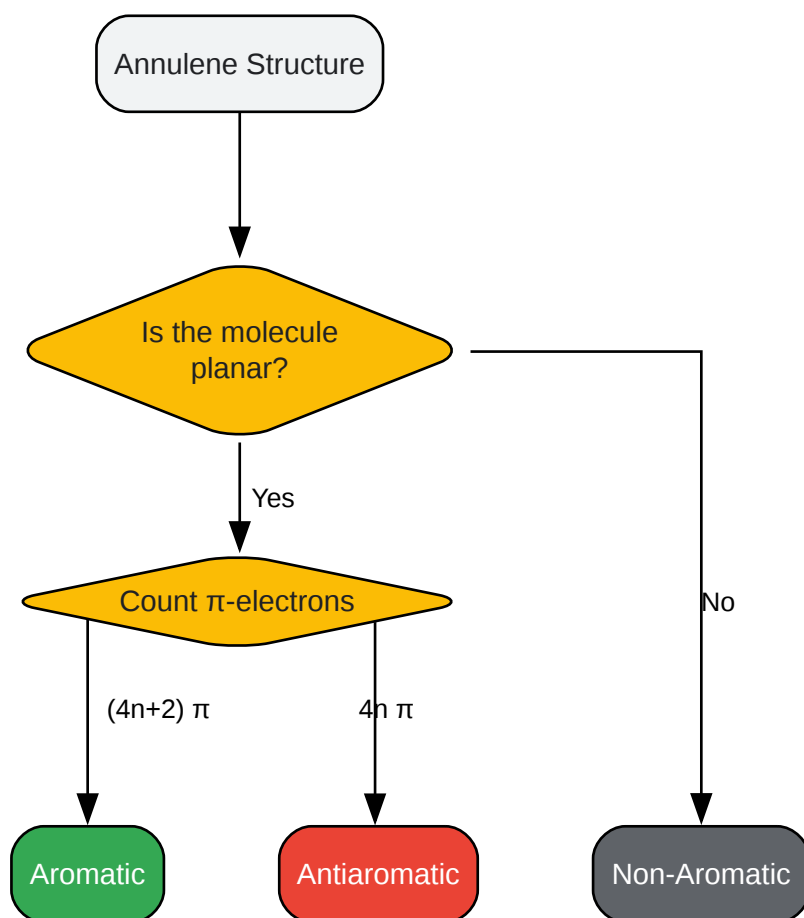 Annulene Structure
Is the molecule
planar?
Yes
Count π-electrons
No
(4n+2) π
4n π
Aromatic
Antiaromatic
Non-Aromatic